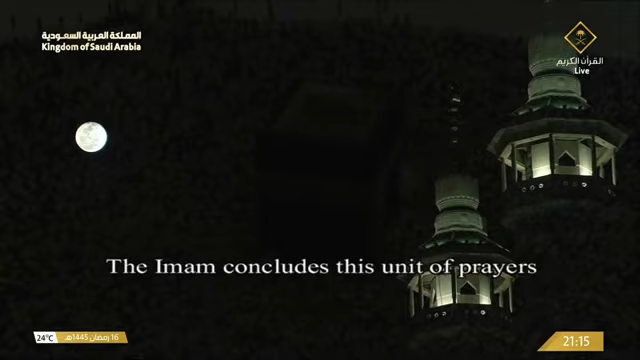 المملكة العربية السعودية
Kingdom of Saudi Arabia
القرآن الكريم
Live
The Imam concludes this unit of prayers
24°C
16 رمضان 1445هـ
21:15